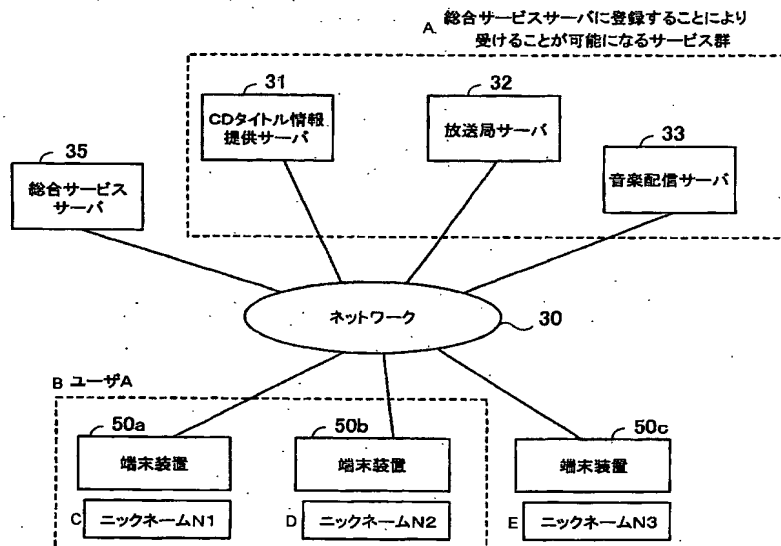 A. 総合サービスサーバに登録することにより
受けることが可能になるサービス群
31
CDタイトル情報
提供サーバ
32
放送局サーバ
33
音楽配信サーバ
35
総合サービス
サーバ
ネットワーク
30
B ユーザA
50a
端末装置
50b
端末装置
50c
端末装置
C ニックネームN1
D ニックネームN2
E ニックネームN3